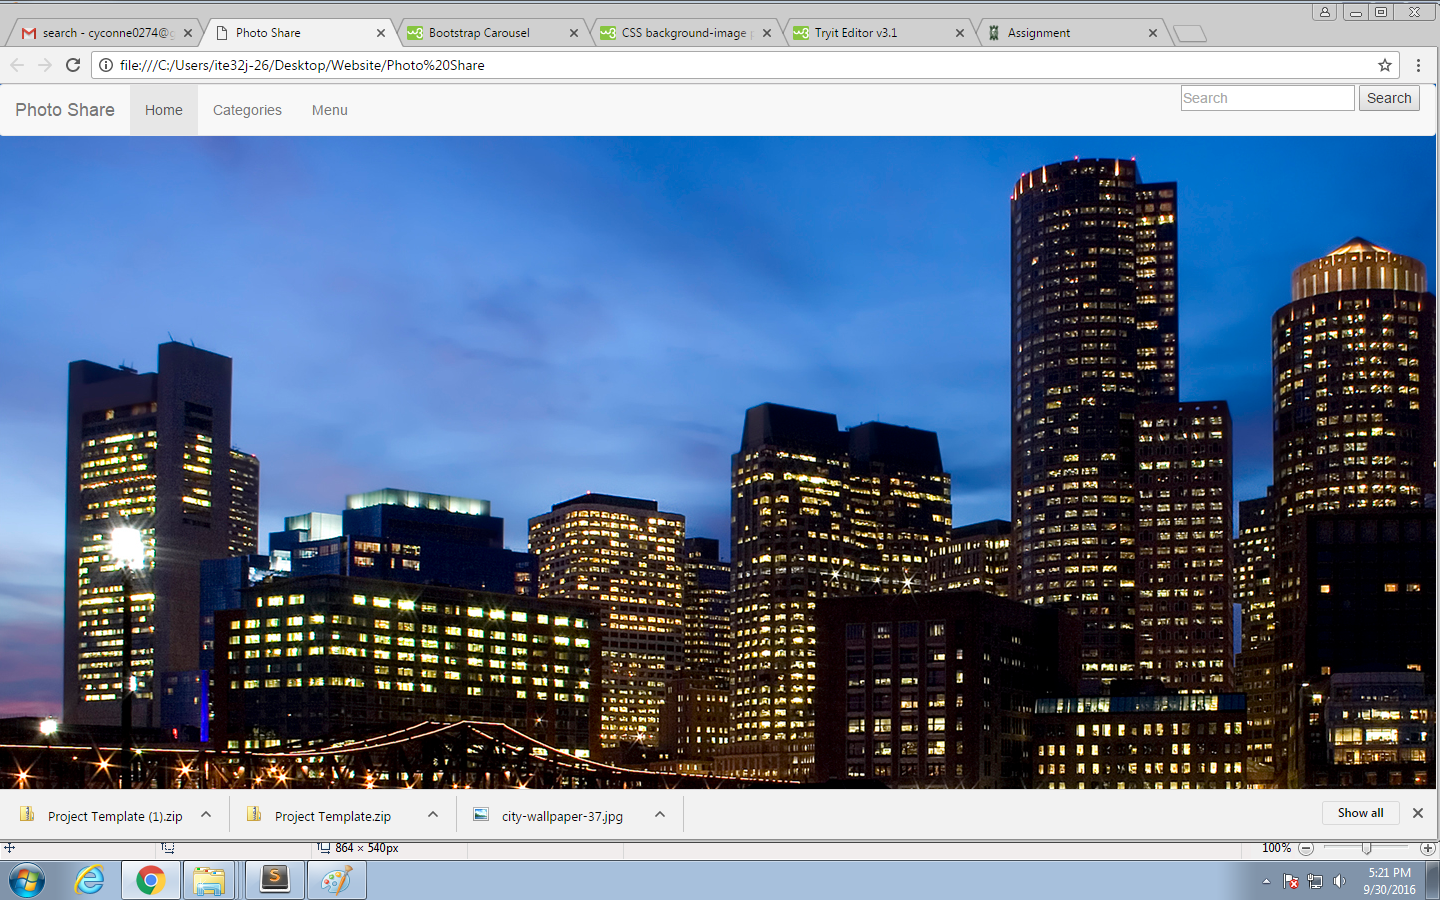 search - cyconne0274@g
Photo Share
Bootstrap Carousel
CSS background-image p
Tryit Editor v3.1
Assignment
file:///C:/Users/ite32j-26/Desktop/Website/Photo%20Share
Photo Share
Home
Categories
Menu
Search
Search
Project Template (1).zip
Project Template.zip
city-wallpaper-37.jpg
Show all
864 × 540px
100%
5:21 PM
9/30/2016